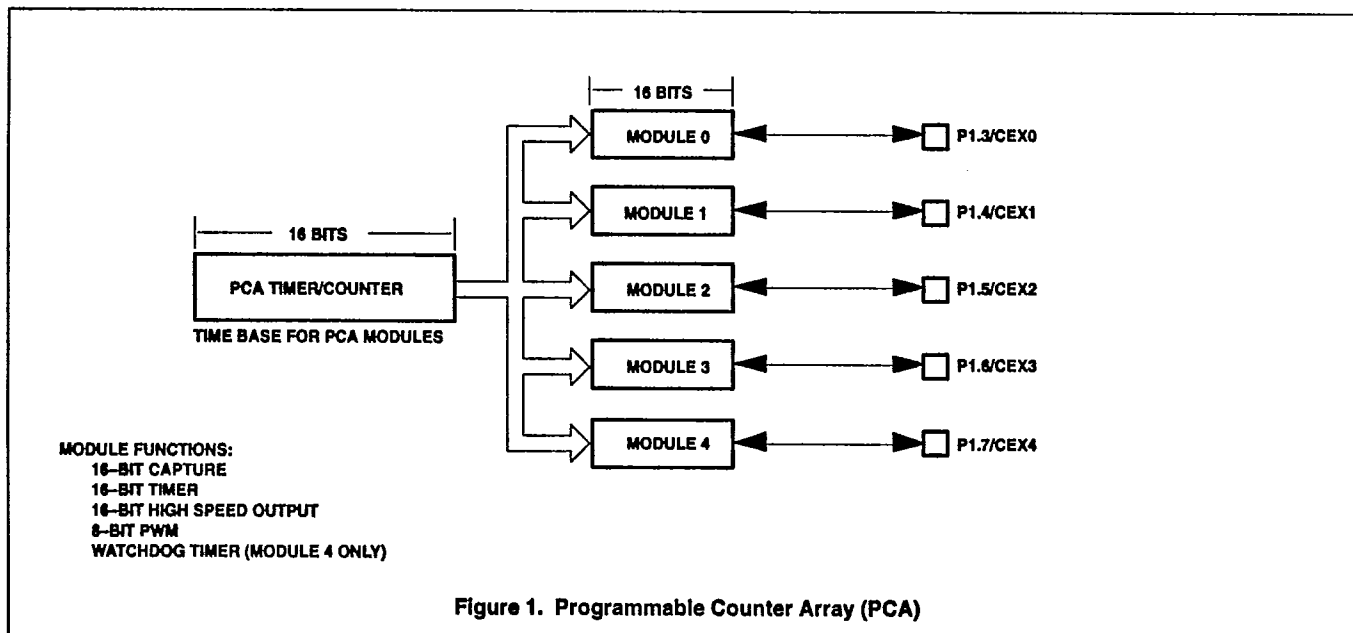 16 BITS
MODULE 0
P1.3/CEX0
MODULE 1
P1.4/CEX1
16 BITS
PCA TIMER/COUNTER
MODULE 2
P1.5/CEX2
TIME BASE FOR PCA MODULES
MODULE 3
P1.6/CEX3
MODULE 4
P1.7/CEX4
MODULE FUNCTIONS:
16–BIT CAPTURE
16–BIT TIMER
16–BIT HIGH SPEED OUTPUT
8–BIT PWM
WATCHDOG TIMER (MODULE 4 ONLY)
Figure 1. Programmable Counter Array (PCA)